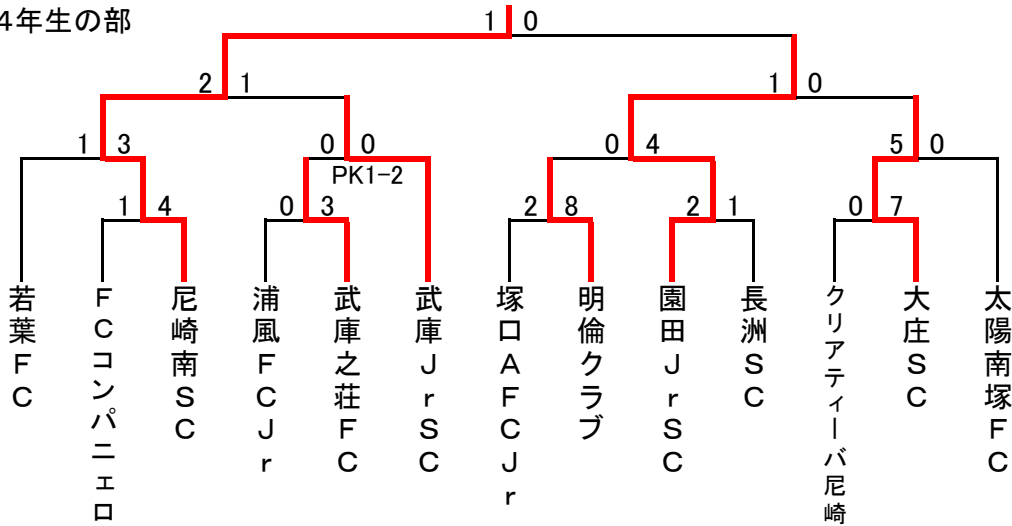 4年生の部
1 0
2 1
1 0
1 3
0 0
0 4
5 0
PK1-2
1 4
0 3
2 8
2 1
0 7
若葉FC
FCコンパニェロ
尼崎南SC
浦風FCJr
武庫之荘FC
武庫JrSC
塚口AFCJr
明倫クラブ
園田JrSC
長洲SC
クリアティーバ尼崎
大庄SC
太陽南塚FC